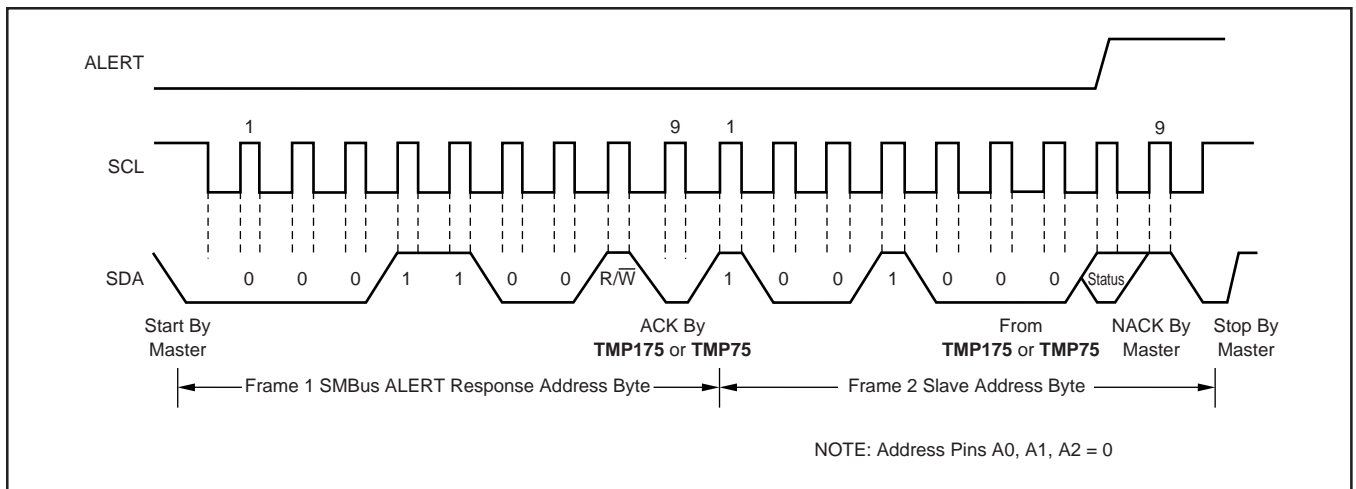 ALERT
1 9 1 9
SCL
SDA 0 0 0 1 1 0 0 R/W̅ 1 0 0 1 0 0 0 Status
Start By Master
ACK By TMP175 or TMP75
From TMP175 or TMP75
NACK By Master
Stop By Master
Frame 1 SMBus ALERT Response Address Byte
Frame 2 Slave Address Byte
NOTE: Address Pins A0, A1, A2 = 0